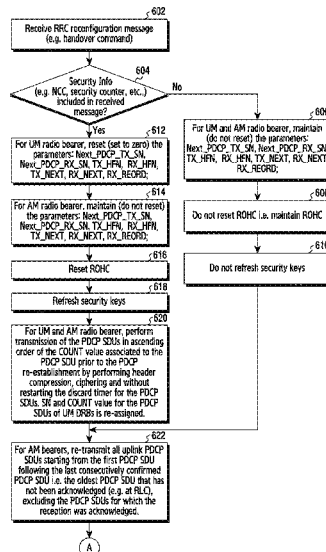 602
Receive RRC reconfiguration message
(e.g. handover command)
604
Security Info
(e.g. NCC, security counter, etc..)
included in received
message?
No
Yes
612
For UM radio bearer, reset (set to zero) the
parameters: Next_PDCP_TX_SN,
Next_PDCP_RX_SN, TX_HFN, RX_HFN,
TX_NEXT, RX_NEXT, RX_REORD;
614
For AM radio bearer, maintain (do not reset)
the parameters: Next_PDCP_TX_SN,
Next_PDCP_RX_SN, TX_HFN, RX_HFN,
TX_NEXT, RX_NEXT, RX_REORD;
616
Reset ROHC
618
Refresh security keys
620
For UM and AM radio bearer, perform
transmission of the PDCP SDUs in ascending
order of the COUNT value associated to the
PDCP SDU prior to the PDCP
re-establishment by performing header
compression, ciphering and without
restarting the discard timer for the PDCP
SDUs. SN and COUNT value for the PDCP
SDUs of UM DRBs is re-assigned.
622
For AM bearers, re-transmit all uplink PDCP
SDUs starting from the first PDCP SDU
following the last consecutively confirmed
PDCP SDU i.e. the oldest PDCP SDU that has
not been acknowledged (e.g. at RLC),
excluding the PDCP SDUs for which the
reception was acknowledged.
A
For UM and AM radio bearer, maintain
(do not reset) the parameters:
Next_PDCP_TX_SN, Next_PDCP_RX_SN,
TX_HFN, RX_HFN, TX_NEXT, RX_NEXT,
RX_REORD;
Do not reset ROHC i.e. maintain ROHC
610
Do not refresh security keys